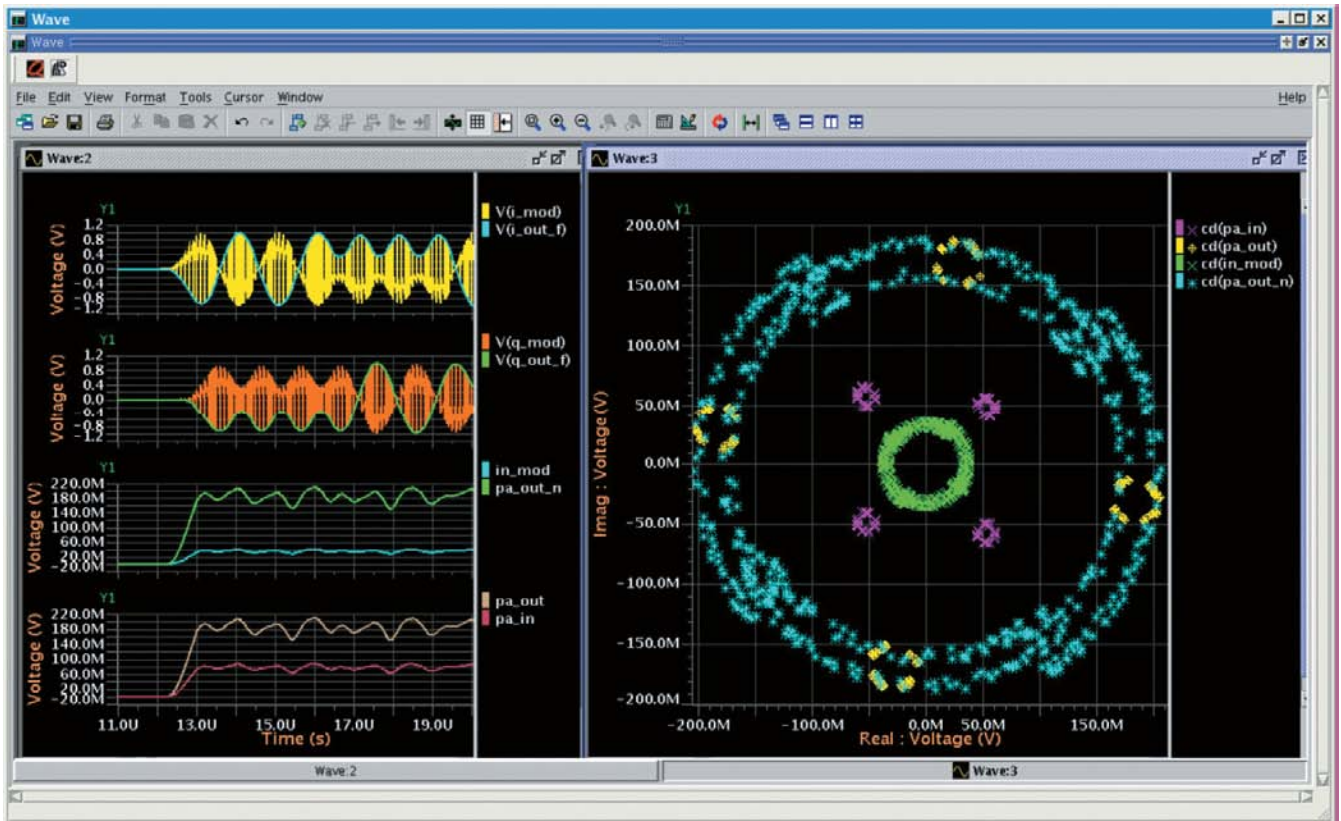 Wave
Wave
File Edit View Format Tools Cursor Window Help
Wave:2
Y1
1.2
0.8
0.4
0.0
-0.4
-0.8
-1.2
Voltage (V)
V(i_mod)
V(i_out_f)
Y1
1.2
0.8
0.4
0.0
-0.4
-0.8
-1.2
Voltage (V)
V(q_mod)
V(q_out_f)
Y1
220.0M
180.0M
140.0M
100.0M
60.0M
20.0M
-20.0M
Voltage (V)
in_mod
pa_out_n
Y1
220.0M
180.0M
140.0M
100.0M
60.0M
20.0M
-20.0M
Voltage (V)
pa_out
pa_in
11.0U 13.0U 15.0U 17.0U 19.0U
Time (s)
Wave:3
Y1
200.0M
150.0M
100.0M
50.0M
0.0M
-50.0M
-100.0M
-150.0M
-200.0M
Imag : Voltage(V)
-200.0M -100.0M 0.0M 50.0M 150.0M
Real : Voltage (V)
cd(pa_in)
cd(pa_out)
cd(in_mod)
cd(pa_out_n)
Wave:2
Wave:3